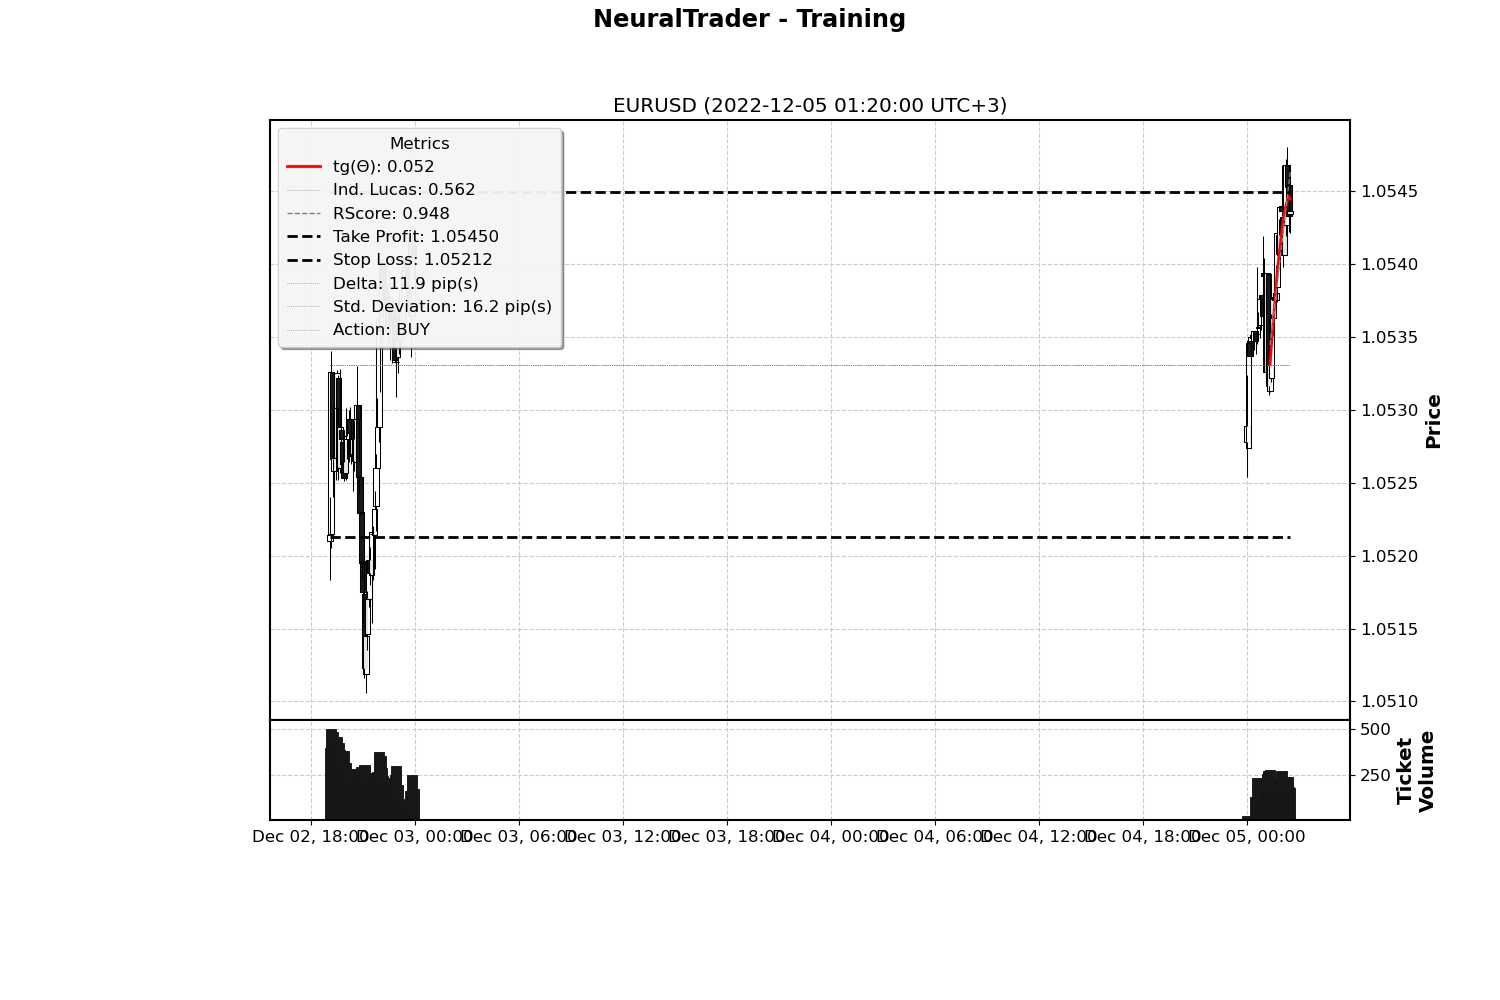 NeuralTrader - Training
EURUSD (2022-12-05 01:20:00 UTC+3)
Metrics
tg(Θ): 0.052
Ind. Lucas: 0.562
RScore: 0.948
Take Profit: 1.05450
Stop Loss: 1.05212
Delta: 11.9 pip(s)
Std. Deviation: 16.2 pip(s)
Action: BUY
1.0545
1.0540
1.0535
1.0530
1.0525
1.0520
1.0515
1.0510
Price
500
250
Ticket
Volume
Dec 02, 18:00
Dec 03, 00:00
Dec 03, 06:00
Dec 03, 12:00
Dec 03, 18:00
Dec 04, 00:00
Dec 04, 06:00
Dec 04, 12:00
Dec 04, 18:00
Dec 05, 00:00